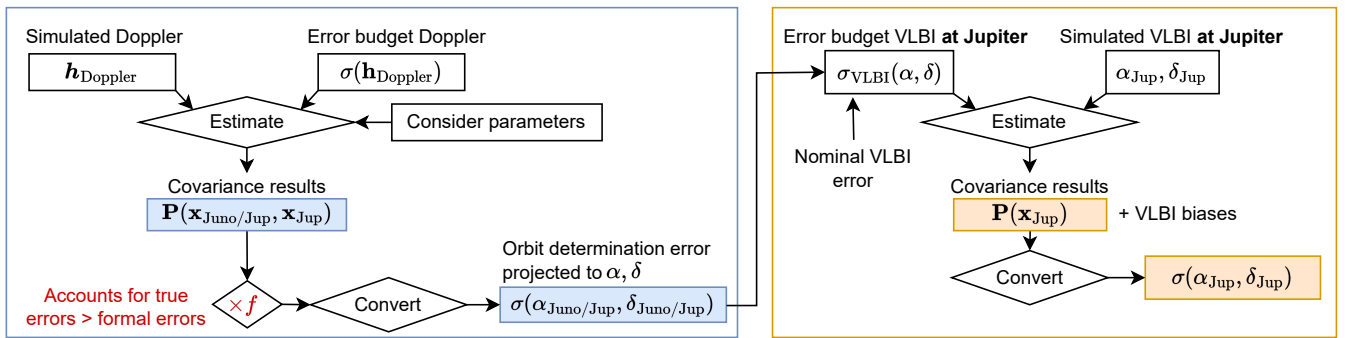 Simulated Doppler
h_Doppler
Error budget Doppler
σ(h_Doppler)
Estimate
Consider parameters
Covariance results
P(x_Juno/Jup, x_Jup)
Accounts for true
errors > formal errors
×f
Convert
Orbit determination error
projected to α, δ
σ(α_Juno/Jup, δ_Juno/Jup)
Error budget VLBI at Jupiter
σ_VLBI(α, δ)
Simulated VLBI at Jupiter
α_Jup, δ_Jup
Estimate
Nominal VLBI
error
Covariance results
P(x_Jup)
+ VLBI biases
Convert
σ(α_Jup, δ_Jup)